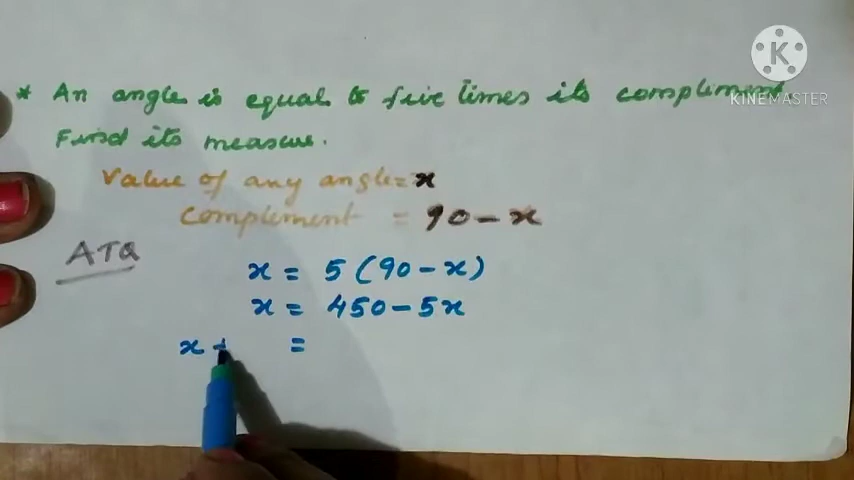 K
KINEMASTER
* An angle is equal to five times its compliment.
Find its measure.
Value of any angle = x
complement = 90 - x
ATQ
x = 5 (90 - x)
x = 450 - 5x
x + =